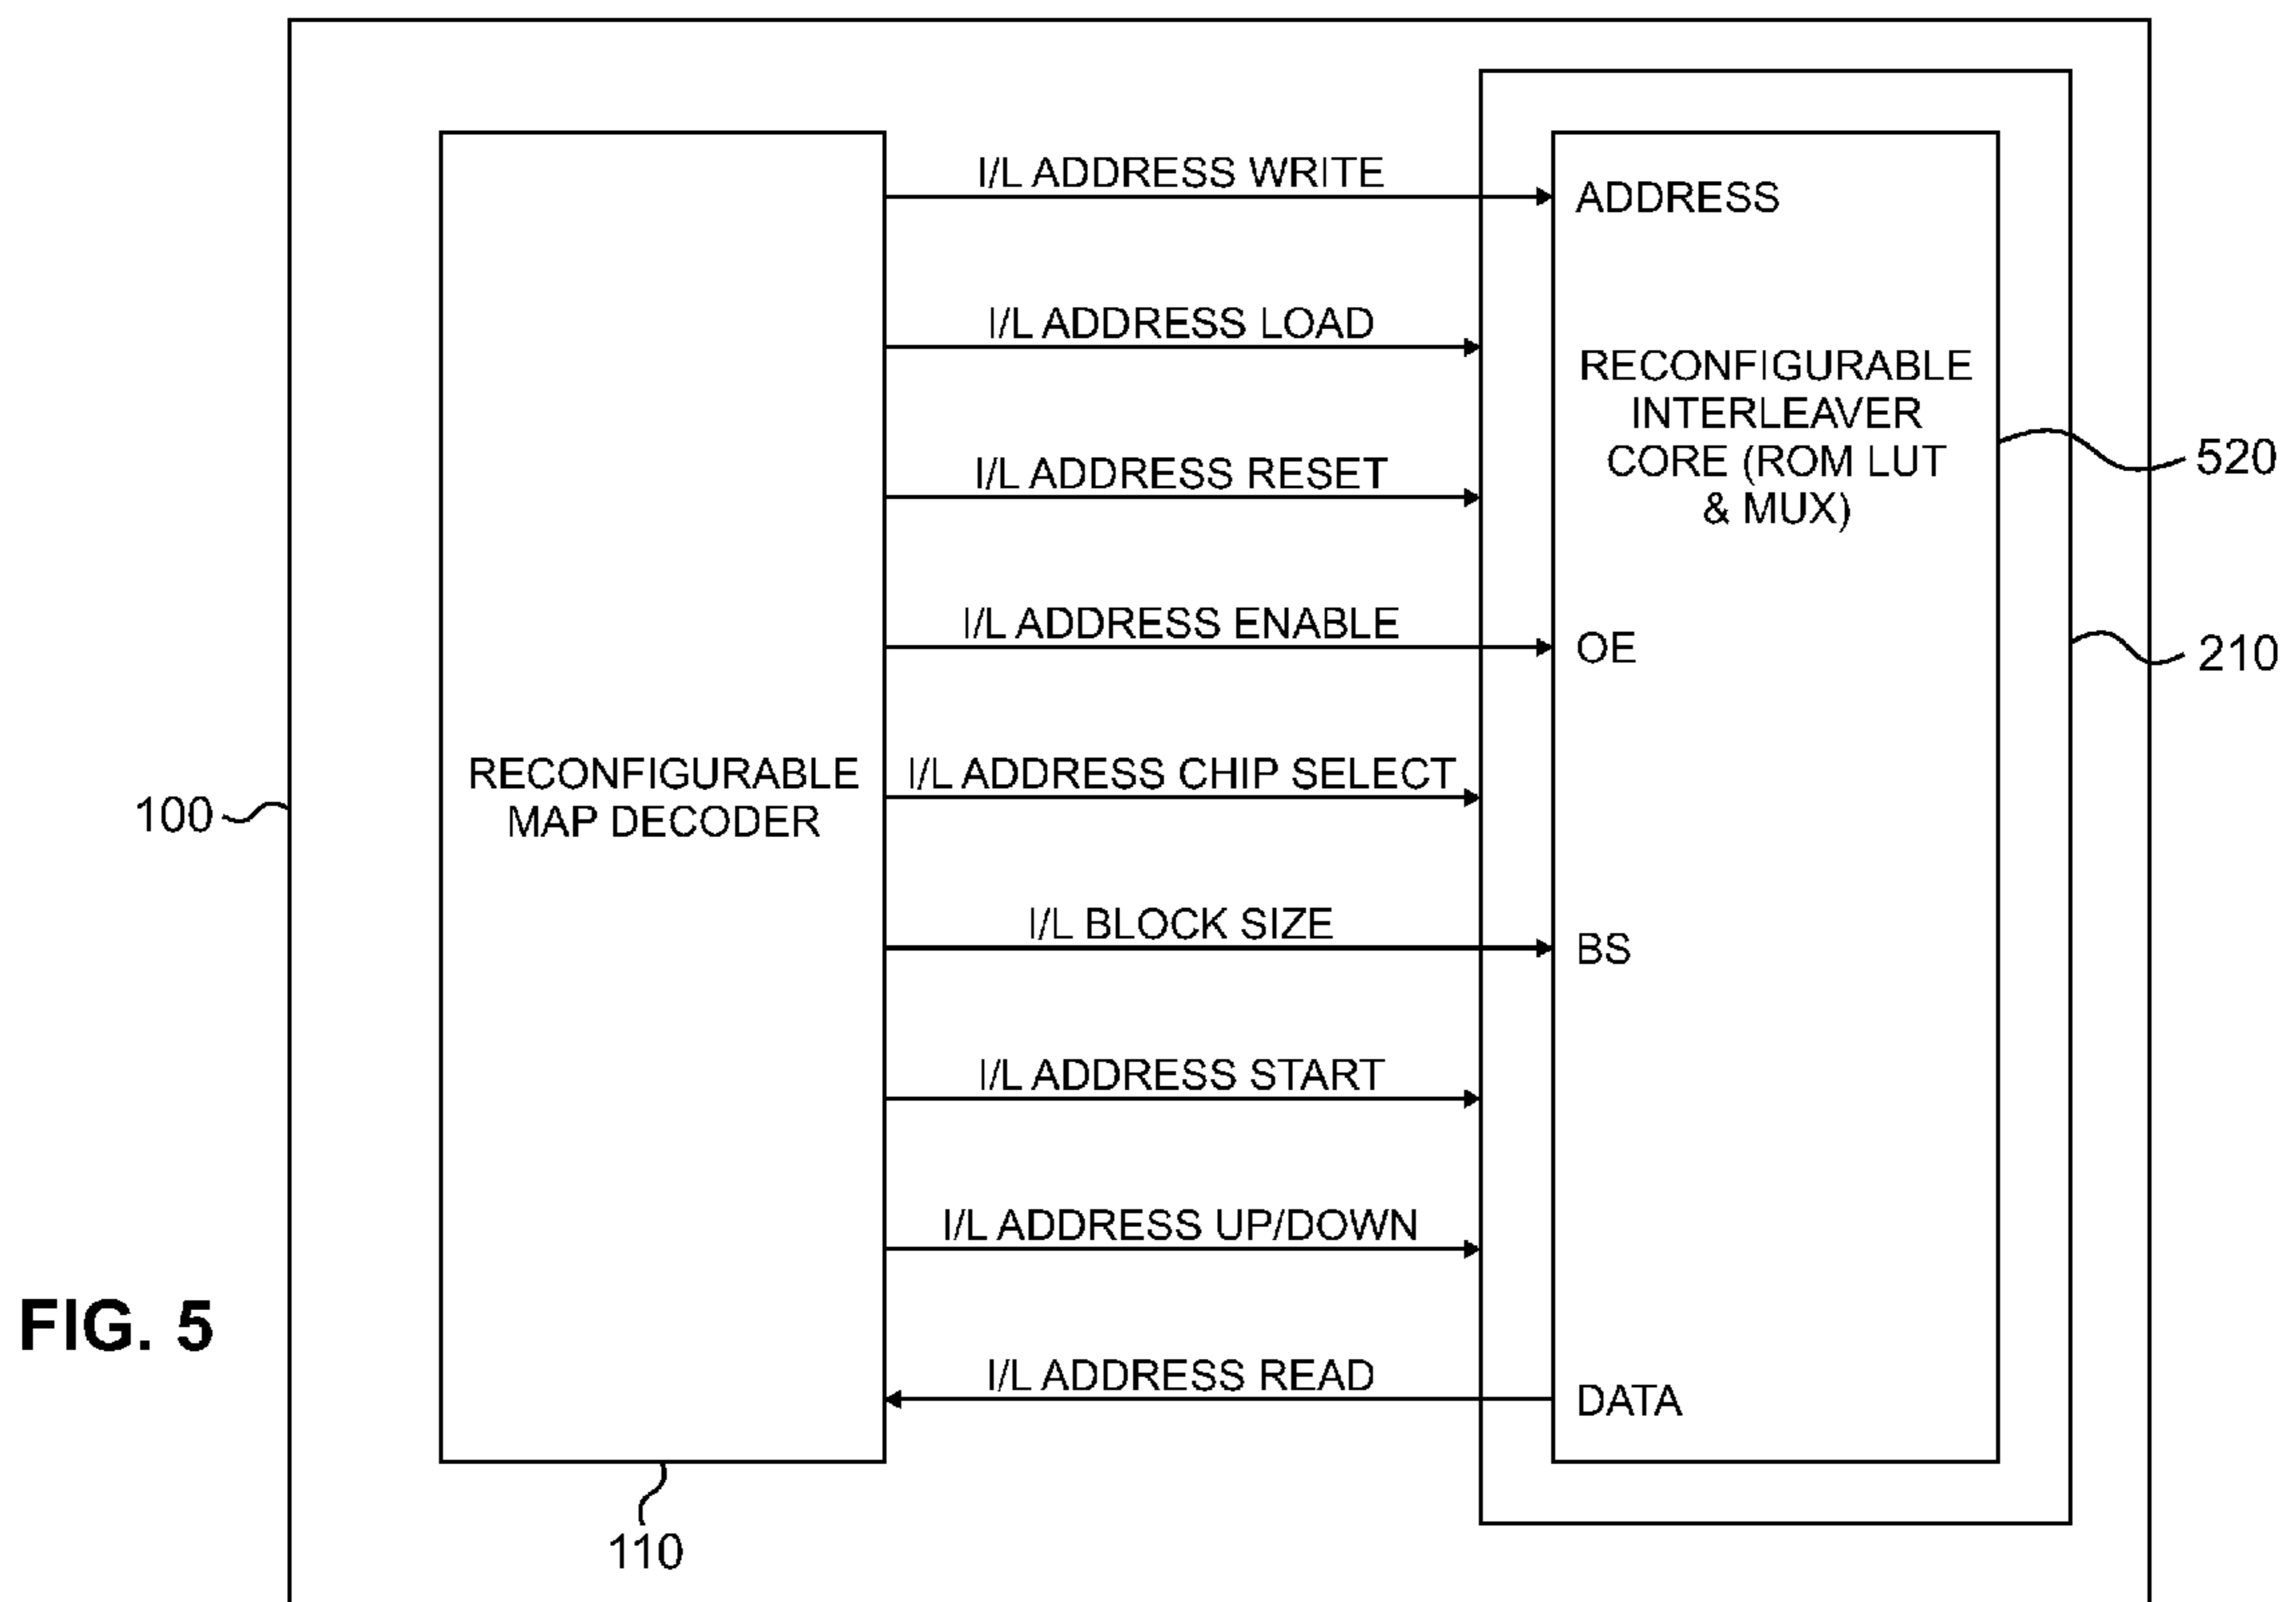 I/L ADDRESS WRITE
ADDRESS
I/L ADDRESS LOAD
RECONFIGURABLE
INTERLEAVER
CORE (ROM LUT
& MUX)
520
I/L ADDRESS RESET
I/L ADDRESS ENABLE
OE
210
RECONFIGURABLE
MAP DECODER
I/L ADDRESS CHIP SELECT
100
I/L BLOCK SIZE
BS
I/L ADDRESS START
I/L ADDRESS UP/DOWN
FIG. 5
I/L ADDRESS READ
DATA
110